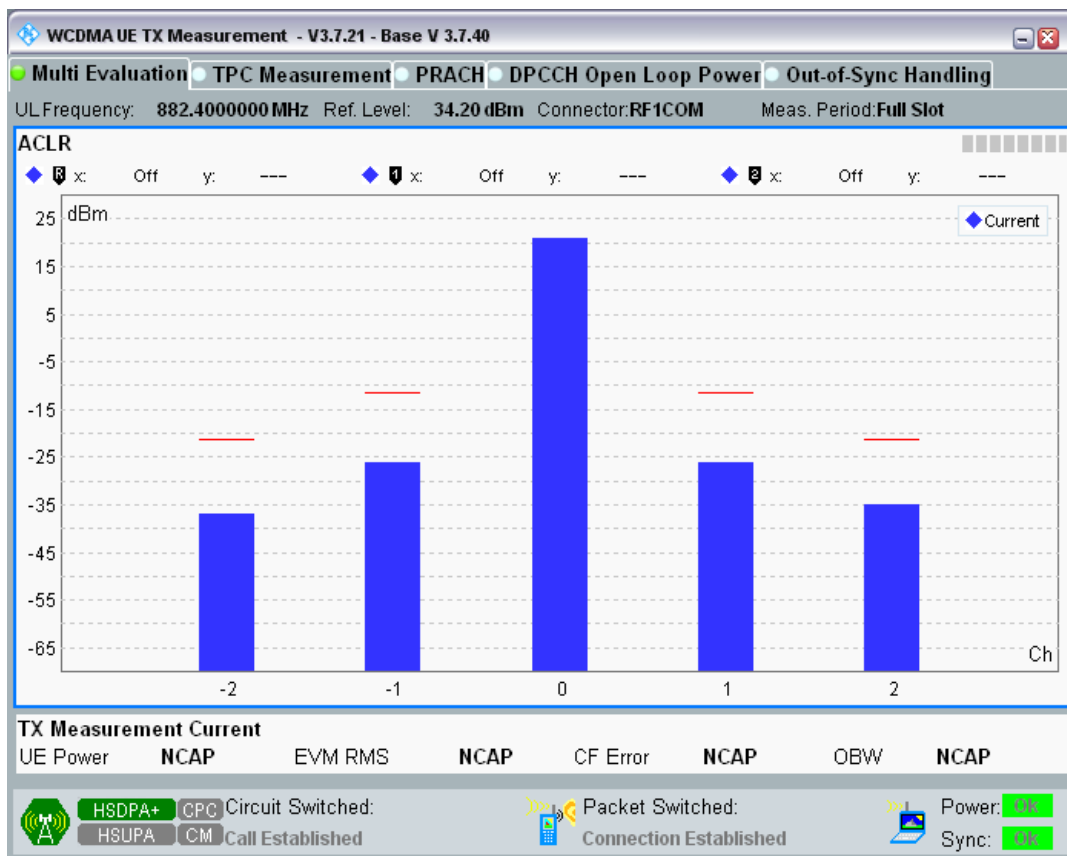 WCDMA UE TX Measurement - V3.7.21 - Base V 3.7.40
Multi Evaluation TPC Measurement PRACH DPCCH Open Loop Power Out-of-Sync Handling
UL Frequency: 882.4000000 MHz Ref. Level: 34.20 dBm Connector:RF1COM Meas. Period:Full Slot
ACLR
R x: Off y: --- 1 x: Off y: --- 2 x: Off y: ---
dBm
Current
25
15
5
-5
-15
-25
-35
-45
-55
-65
Ch
-2 -1 0 1 2
TX Measurement Current
UE Power NCAP EVM RMS NCAP CF Error NCAP OBW NCAP
HSDPA+ CPC Circuit Switched: Packet Switched: Power: Ok
HSUPA CM Call Established Connection Established Sync: Ok